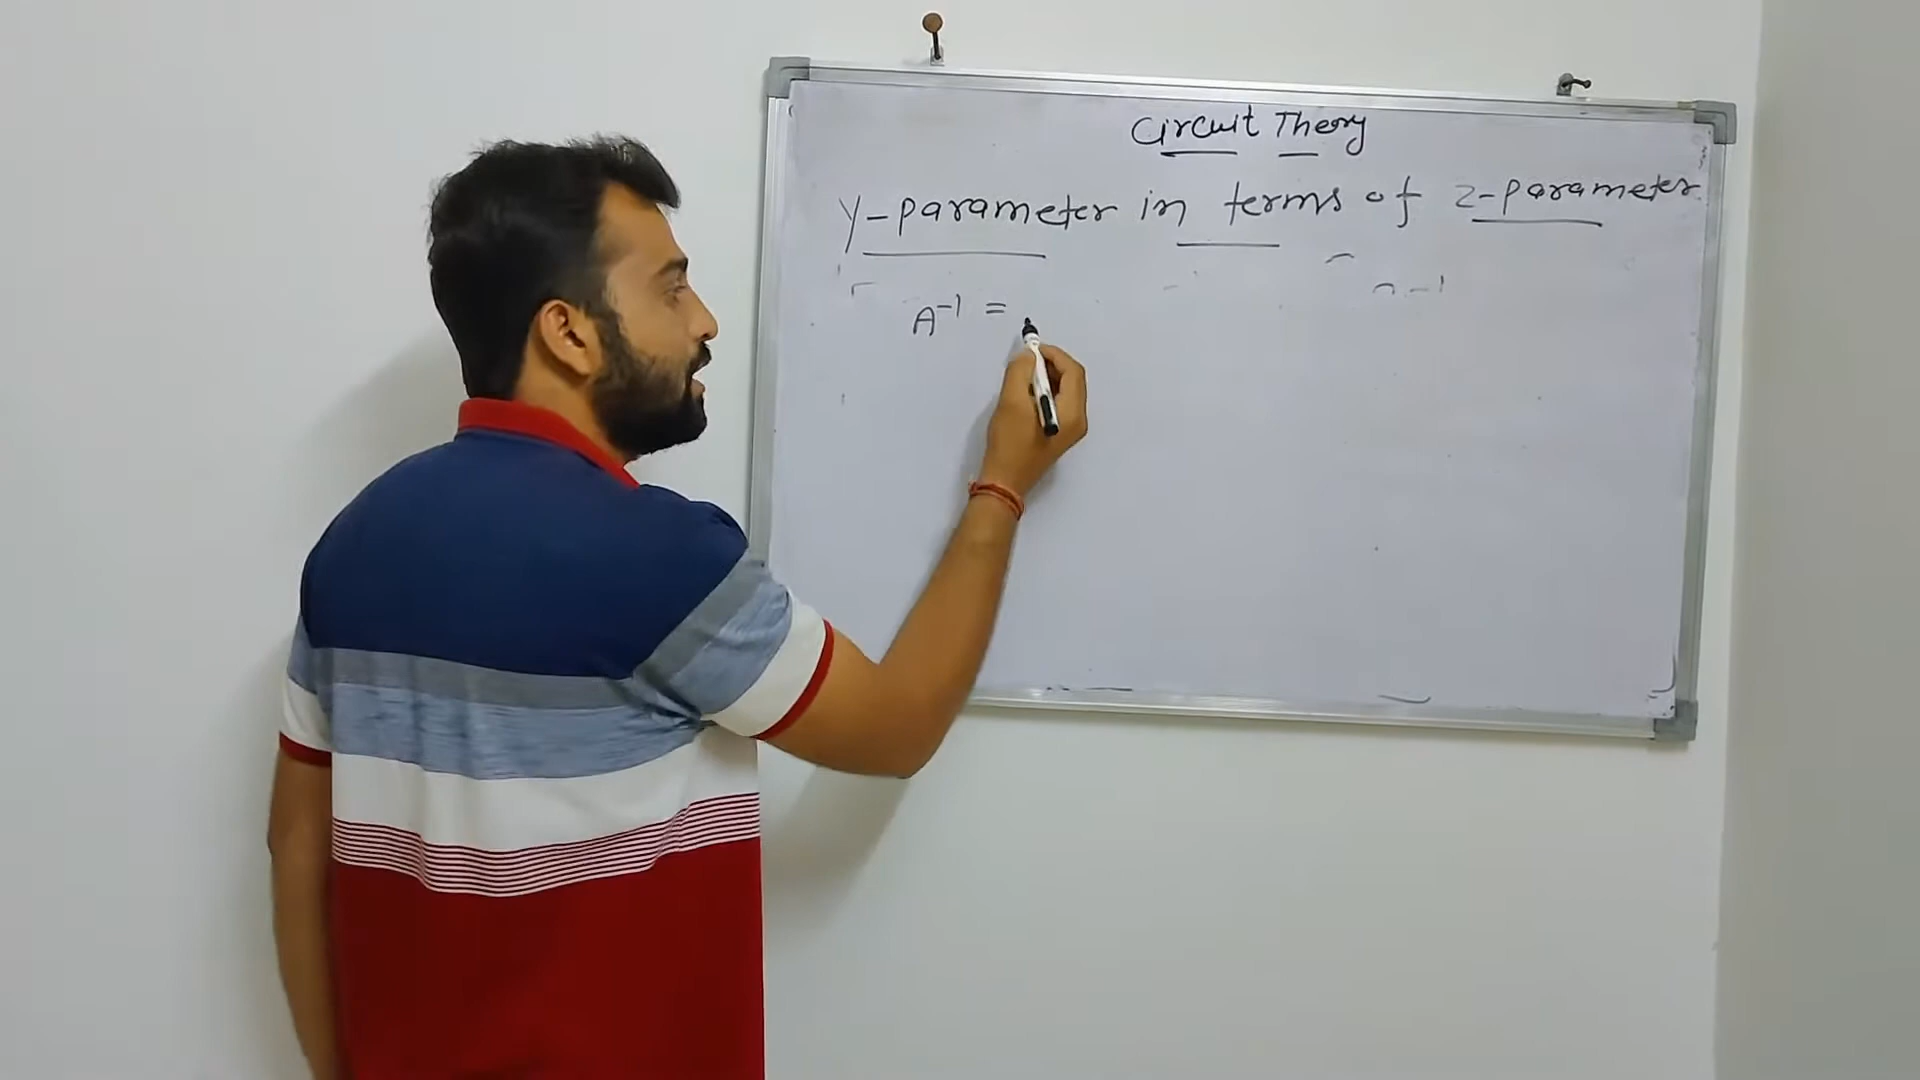 Circuit Theory
Y-parameter in terms of Z-parameter
A⁻¹ =